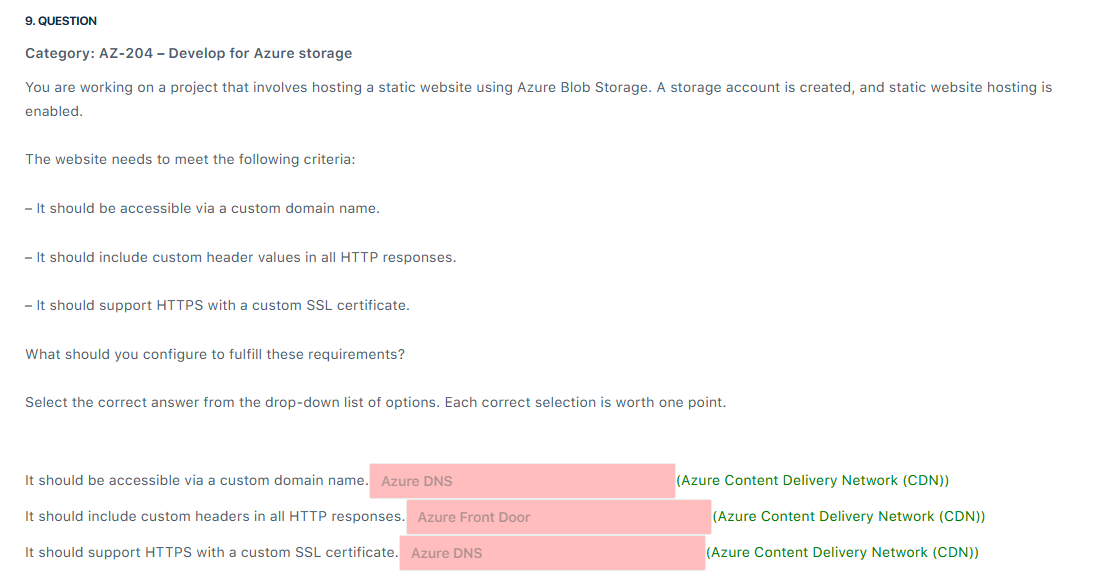 9. QUESTION
Category: AZ-204 – Develop for Azure storage
You are working on a project that involves hosting a static website using Azure Blob Storage. A storage account is created, and static website hosting is
enabled.
The website needs to meet the following criteria:
– It should be accessible via a custom domain name.
– It should include custom header values in all HTTP responses.
– It should support HTTPS with a custom SSL certificate.
What should you configure to fulfill these requirements?
Select the correct answer from the drop-down list of options. Each correct selection is worth one point.
It should be accessible via a custom domain name. Azure DNS (Azure Content Delivery Network (CDN))
It should include custom headers in all HTTP responses. Azure Front Door (Azure Content Delivery Network (CDN))
It should support HTTPS with a custom SSL certificate. Azure DNS (Azure Content Delivery Network (CDN))